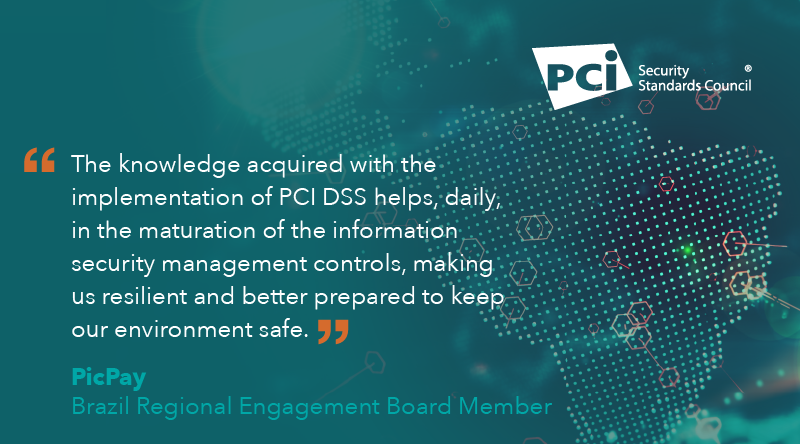 PCi Security
Standards Council®
“ The knowledge acquired with the
implementation of PCI DSS helps, daily,
in the maturation of the information
security management controls, making
us resilient and better prepared to keep
our environment safe. ”
PicPay
Brazil Regional Engagement Board Member